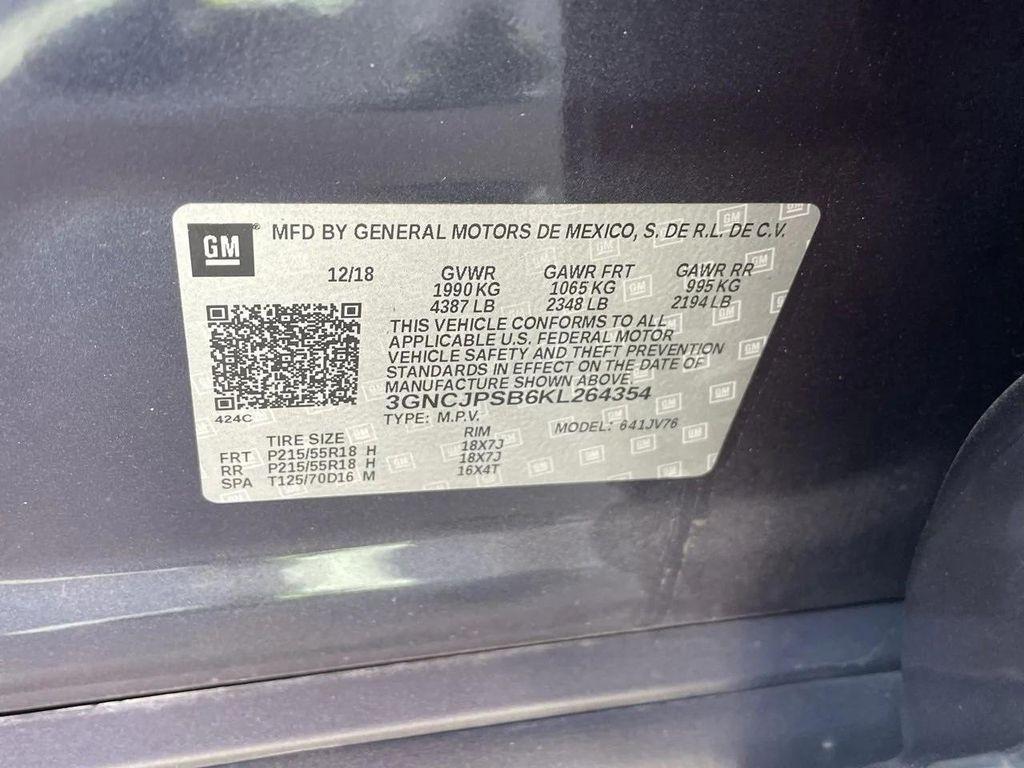 GM
MFD BY GENERAL MOTORS DE MEXICO, S. DE R.L. DE C.V.
12/18 GVWR GAWR FRT GAWR RR
1990 KG 1065 KG 995 KG
4387 LB 2348 LB 2194 LB
THIS VEHICLE CONFORMS TO ALL
APPLICABLE U.S. FEDERAL MOTOR
VEHICLE SAFETY AND THEFT PREVENTION
STANDARDS IN EFFECT ON THE DATE OF
MANUFACTURE SHOWN ABOVE.
3GNCJPSB6KL264354
424C TYPE: M.P.V. MODEL: 641JV76
TIRE SIZE RIM
FRT P215/55R18 H 18X7J
RR P215/55R18 H 18X7J
SPA T125/70D16 M 16X4T